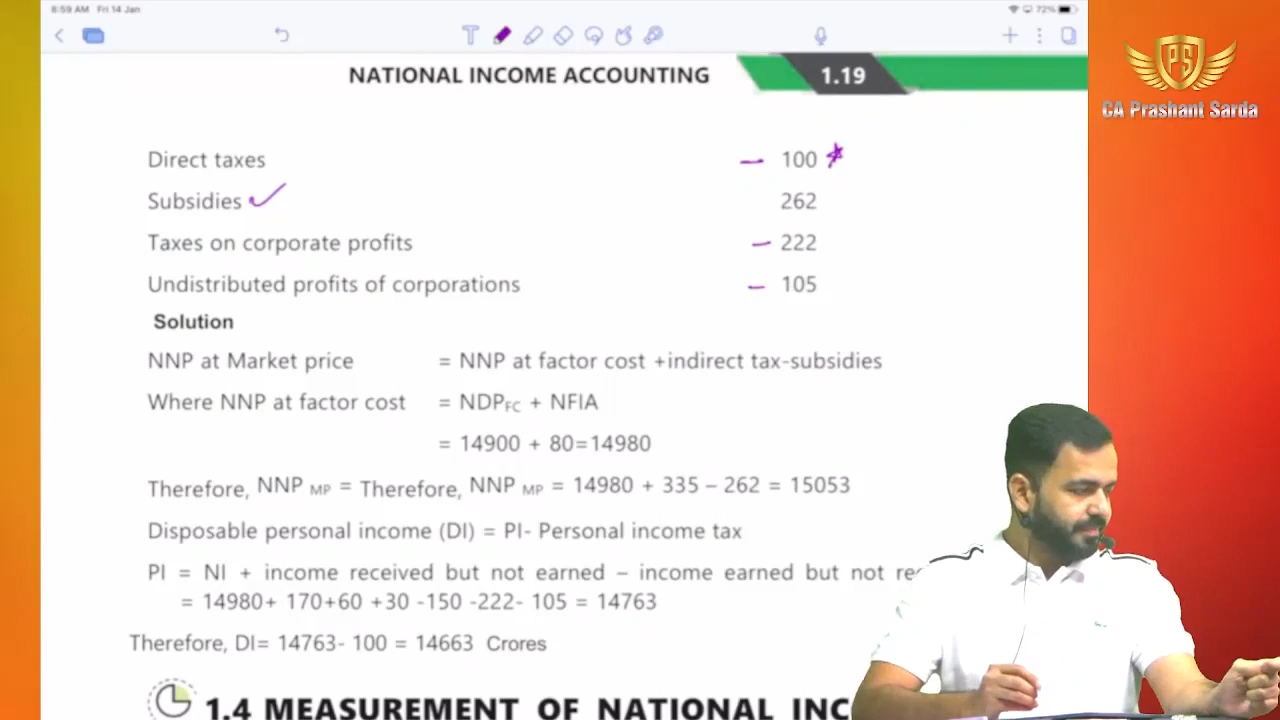 8:59 AM Fri 14 Jan
72%
NATIONAL INCOME ACCOUNTING 1.19
CA Prashant Sarda
PS
Direct taxes – 100
Subsidies 262
Taxes on corporate profits – 222
Undistributed profits of corporations – 105
Solution
NNP at Market price = NNP at factor cost +indirect tax-subsidies
Where NNP at factor cost = NDPFC + NFIA
= 14900 + 80=14980
Therefore, NNP MP = Therefore, NNP MP = 14980 + 335 – 262 = 15053
Disposable personal income (DI) = PI- Personal income tax
PI = NI + income received but not earned – income earned but not
= 14980+ 170+60 +30 -150 -222- 105 = 14763
Therefore, DI= 14763- 100 = 14663 Crores
1.4 MEASUREMENT OF NATIONAL INC